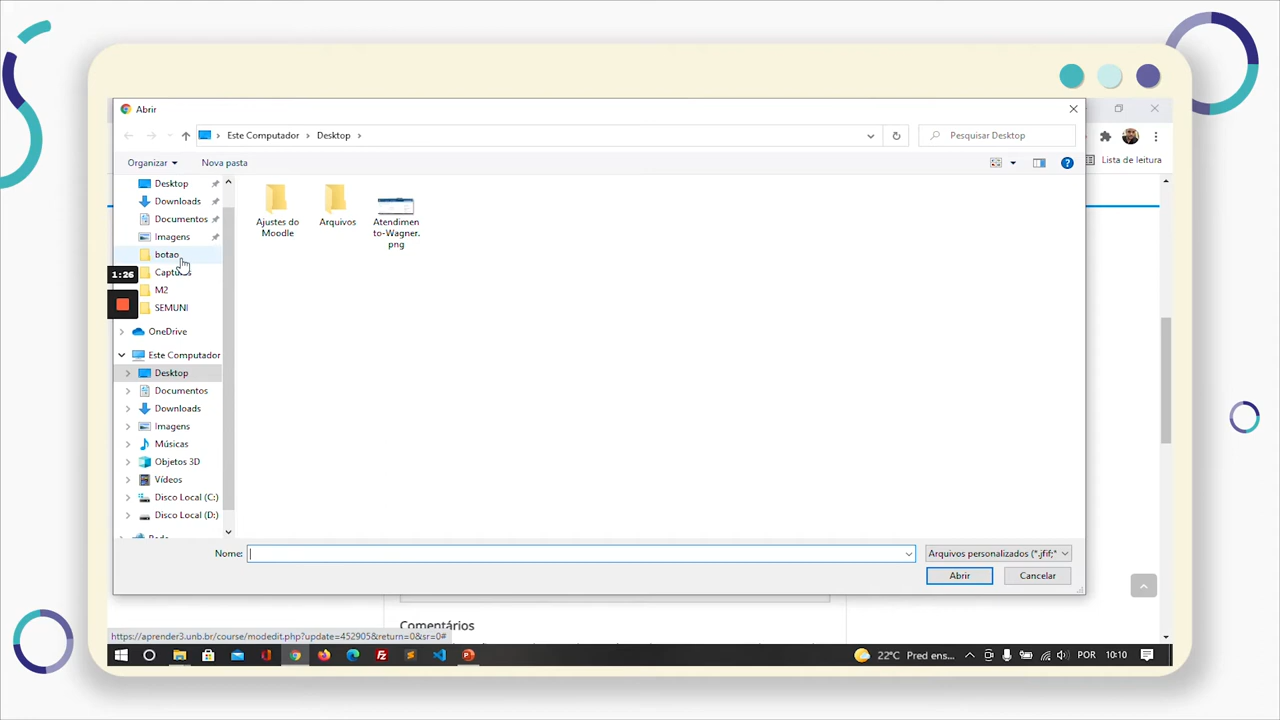 Abrir
Este Computador
Desktop
Pesquisar Desktop
Lista de leitura
Organizar
Nova pasta
Desktop
Downloads
Documentos
Imagens
botao
M2
SEMUNI
OneDrive
Este Computador
Desktop
Documentos
Downloads
Imagens
Músicas
Objetos 3D
Vídeos
Disco Local (C:)
Disco Local (D:)
Ajustes do
Moodle
Arquivos
Atendimen
to-Wagner.
png
1:26
Nome:
Arquivos personalizados (*.jfif;*
Abrir
Cancelar
Comentários
https://aprender3.unb.br/course/modedit.php?update=452905&return=0&sr=0#
22°C Pred ens...
POR
10:10